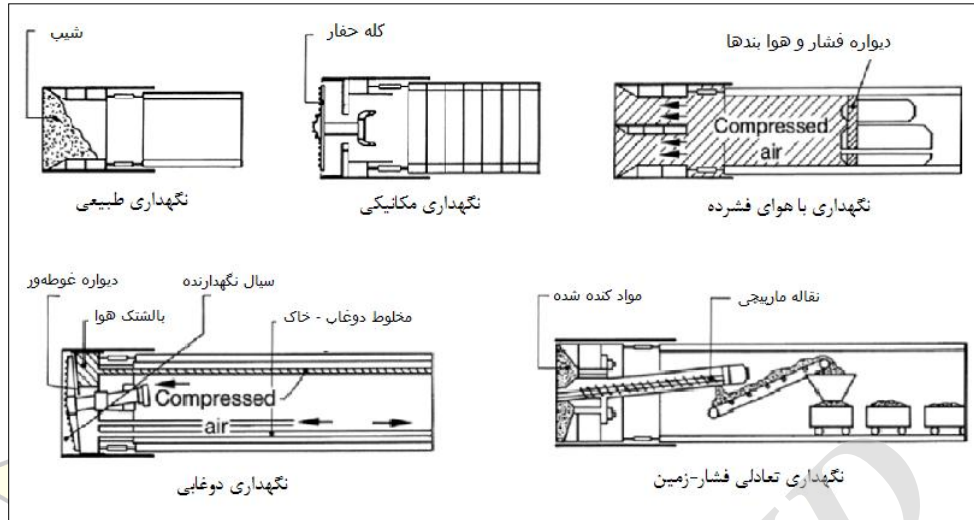 شیب
نگهداری طبیعی
کله حفار
نگهداری مکانیکی
دیواره فشار و هوا بندها
Compressed
air
نگهداری با هوای فشرده
سیال نگهدارنده
دیواره غوطه‌ور
بالشتک هوا
مخلوط دوغاب - خاک
Compressed
air
نگهداری دوغابی
نقاله مارپیچی
مواد کنده شده
نگهداری تعادلی فشار-زمین